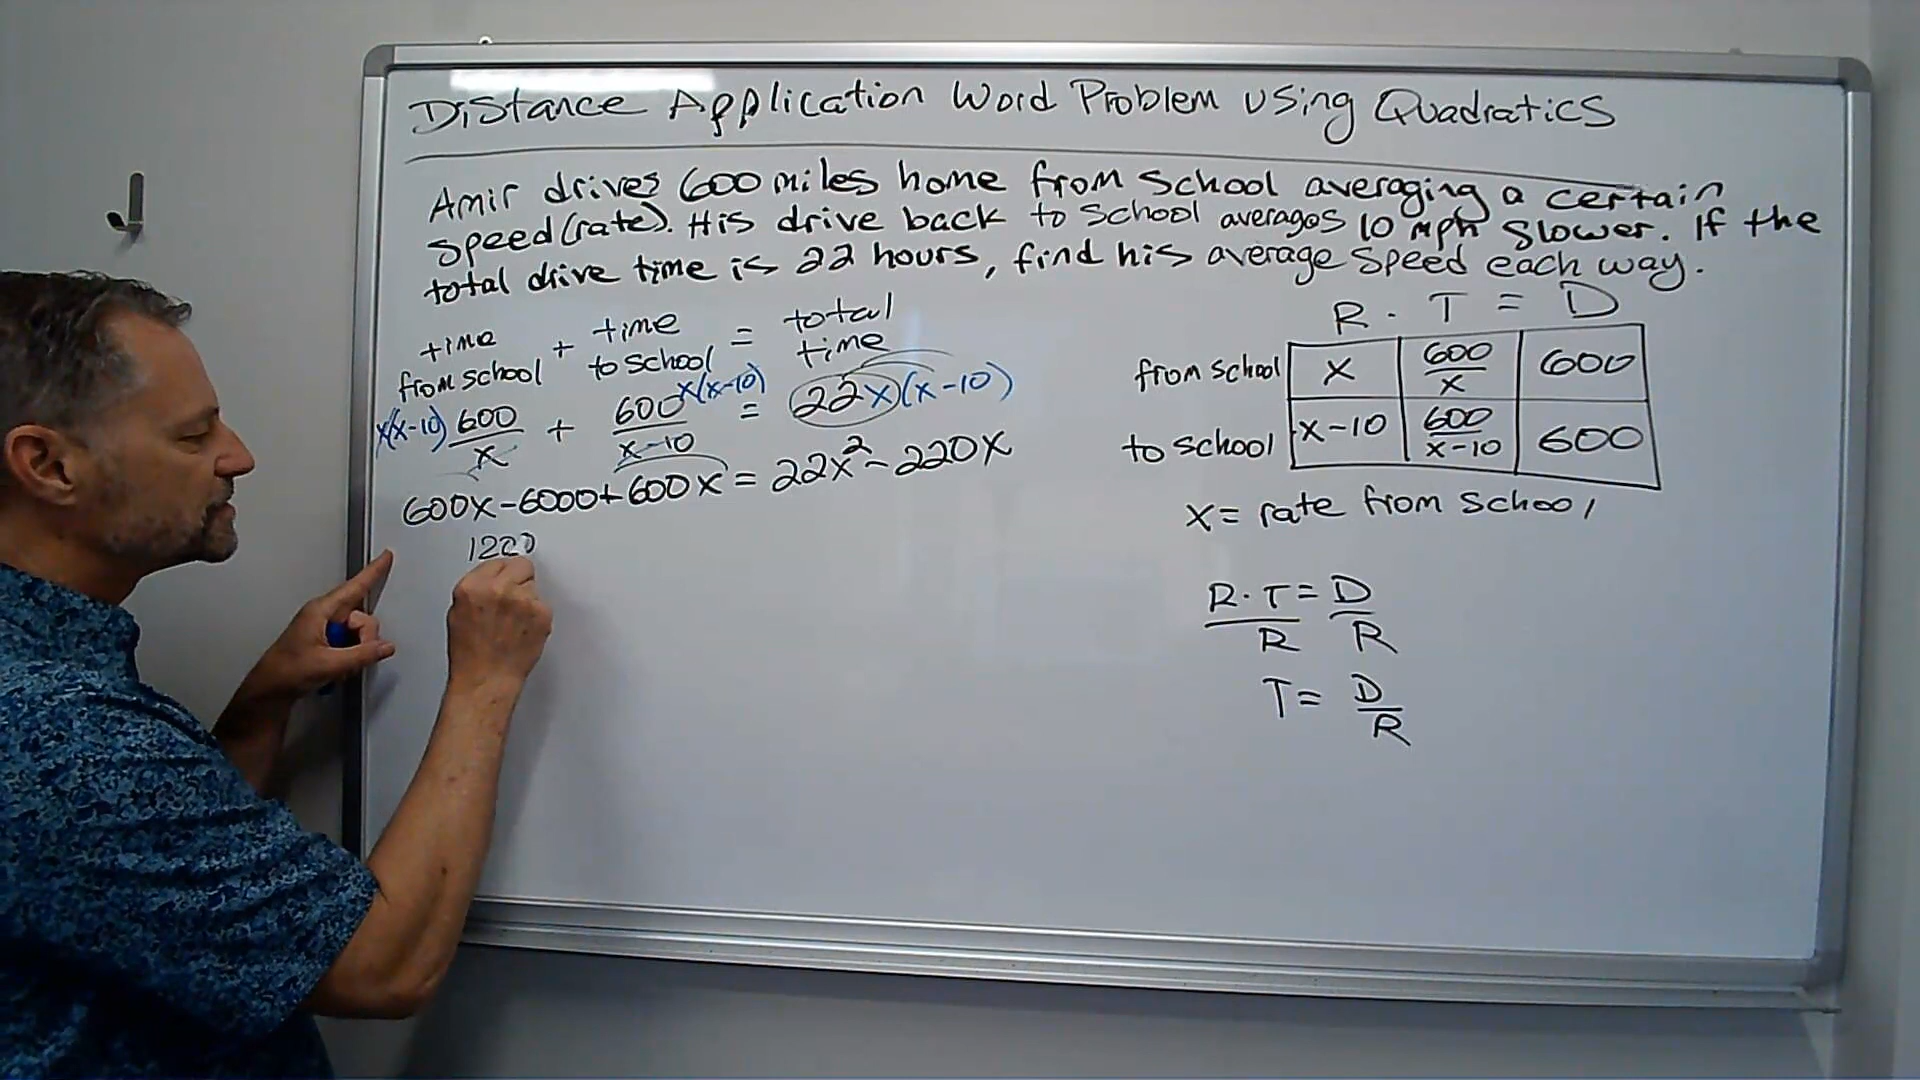 Distance Application Word Problem using Quadratics
Amir drives 600 miles home from school averaging a certain
speed (rate). His drive back to school averages 10 mph slower. If the
total drive time is 22 hours, find his average speed each way.
time from school + time to school = total time
x(x-10) 600/x + 600/(x-10) x(x-10) = 22x(x-10)
600x-6000+600x = 22x²-220x
1200
R · T = D
from school x 600/x 600
to school x-10 600/(x-10) 600
x = rate from school
R·T/R = D/R
T = D/R